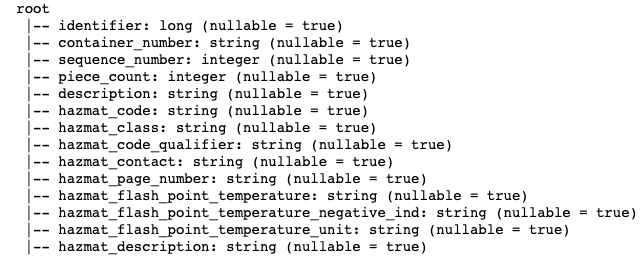 root
 |-- identifier: long (nullable = true)
 |-- container_number: string (nullable = true)
 |-- sequence_number: integer (nullable = true)
 |-- piece_count: integer (nullable = true)
 |-- description: string (nullable = true)
 |-- hazmat_code: string (nullable = true)
 |-- hazmat_class: string (nullable = true)
 |-- hazmat_code_qualifier: string (nullable = true)
 |-- hazmat_contact: string (nullable = true)
 |-- hazmat_page_number: string (nullable = true)
 |-- hazmat_flash_point_temperature: string (nullable = true)
 |-- hazmat_flash_point_temperature_negative_ind: string (nullable = true)
 |-- hazmat_flash_point_temperature_unit: string (nullable = true)
 |-- hazmat_description: string (nullable = true)